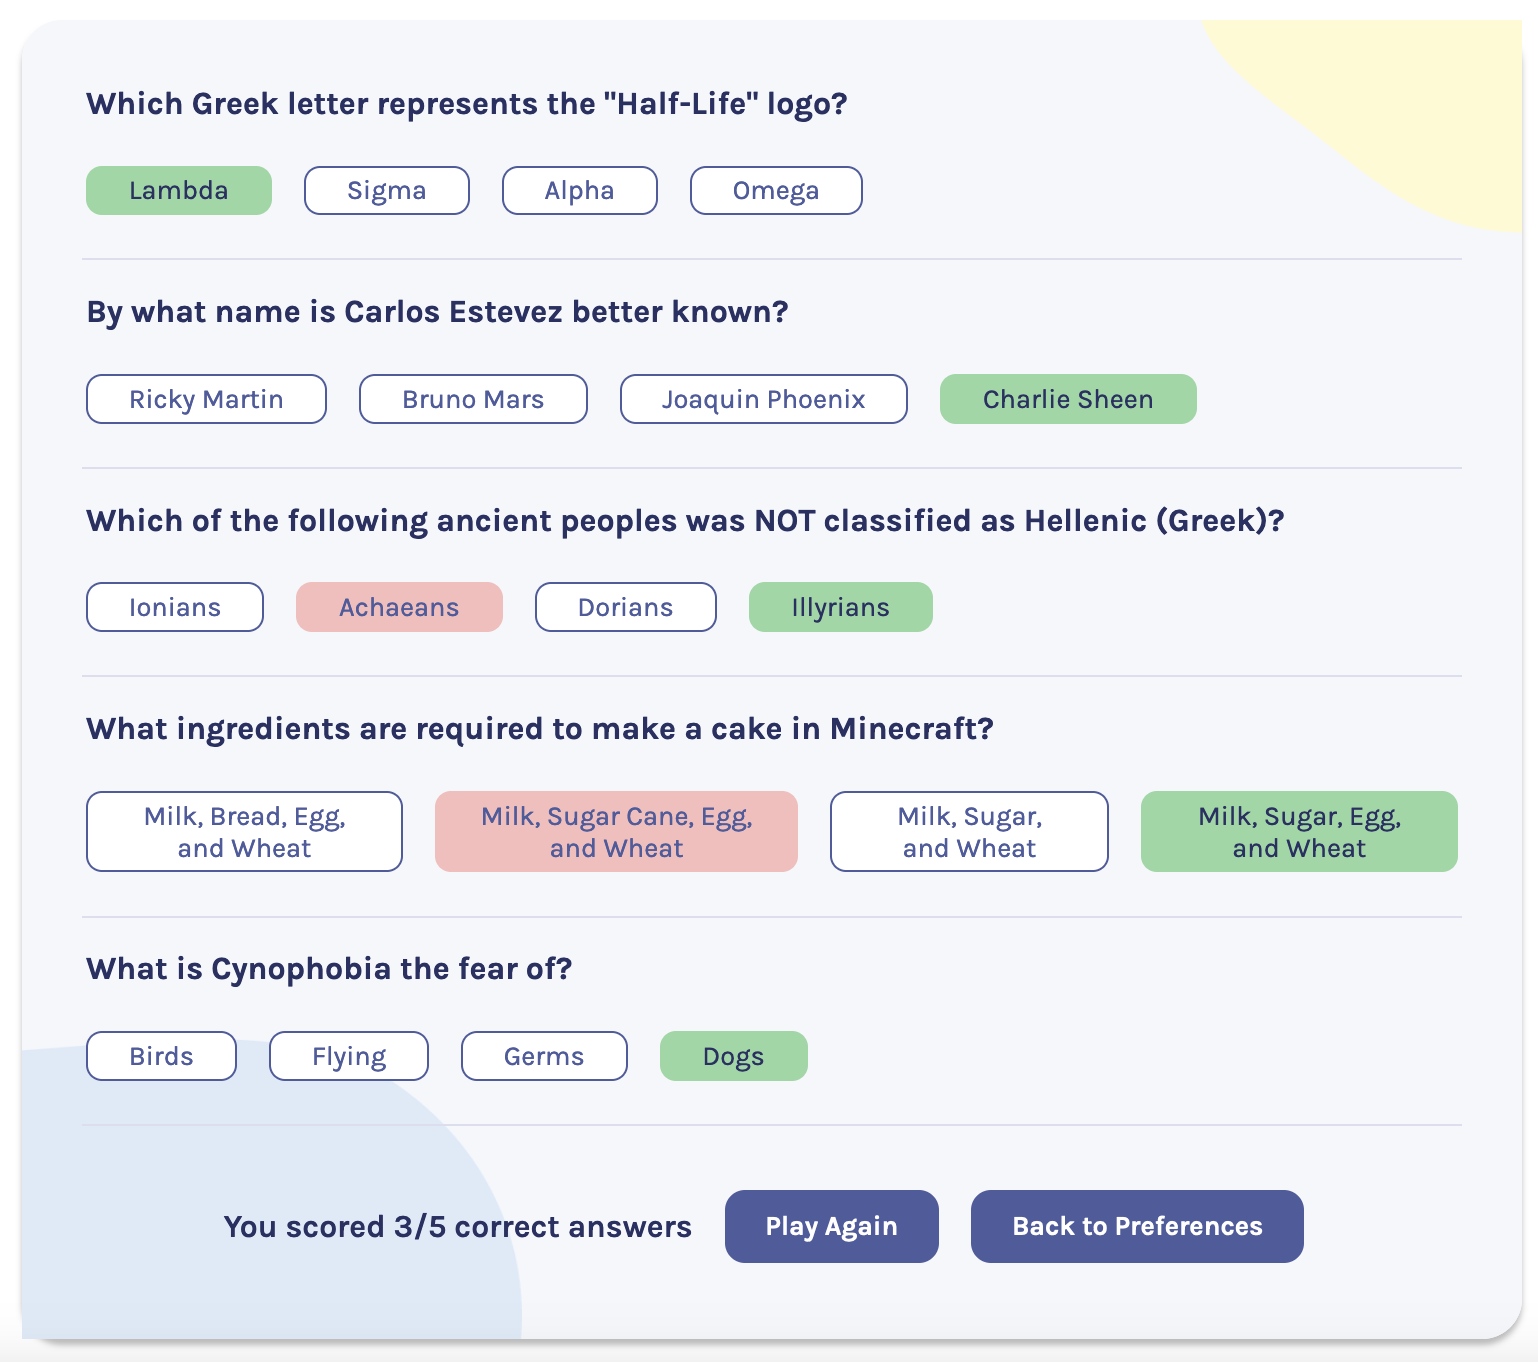 Which Greek letter represents the "Half-Life" logo?
Lambda Sigma Alpha Omega
By what name is Carlos Estevez better known?
Ricky Martin Bruno Mars Joaquin Phoenix Charlie Sheen
Which of the following ancient peoples was NOT classified as Hellenic (Greek)?
Ionians Achaeans Dorians Illyrians
What ingredients are required to make a cake in Minecraft?
Milk, Bread, Egg,
and Wheat
Milk, Sugar Cane, Egg,
and Wheat
Milk, Sugar,
and Wheat
Milk, Sugar, Egg,
and Wheat
What is Cynophobia the fear of?
Birds Flying Germs Dogs
You scored 3/5 correct answers Play Again Back to Preferences